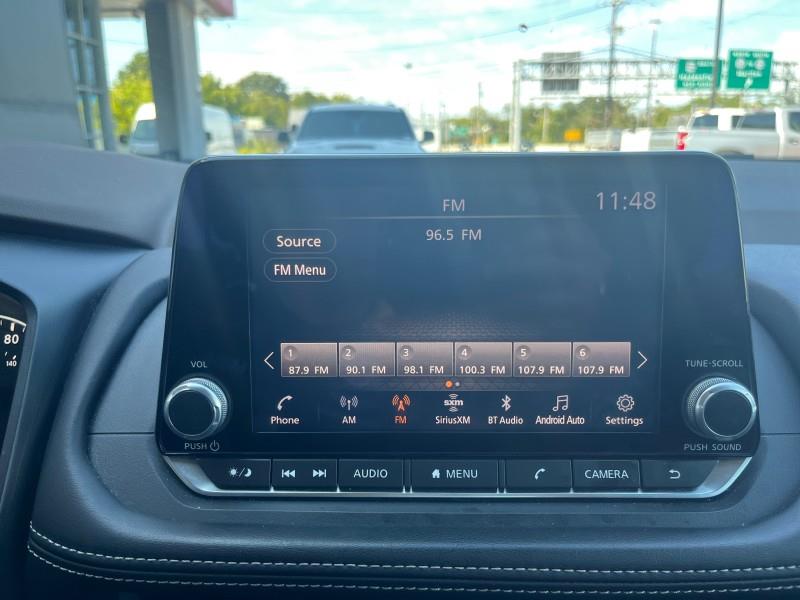 FM
11:48
96.5 FM
Source
FM Menu
1 2 3 4 5 6
87.9 FM 90.1 FM 98.1 FM 100.3 FM 107.9 FM 107.9 FM
Phone AM FM sxm SiriusXM BT Audio Android Auto Settings
VOL
PUSH
TUNE-SCROLL
PUSH SOUND
AUDIO MENU CAMERA
80
140